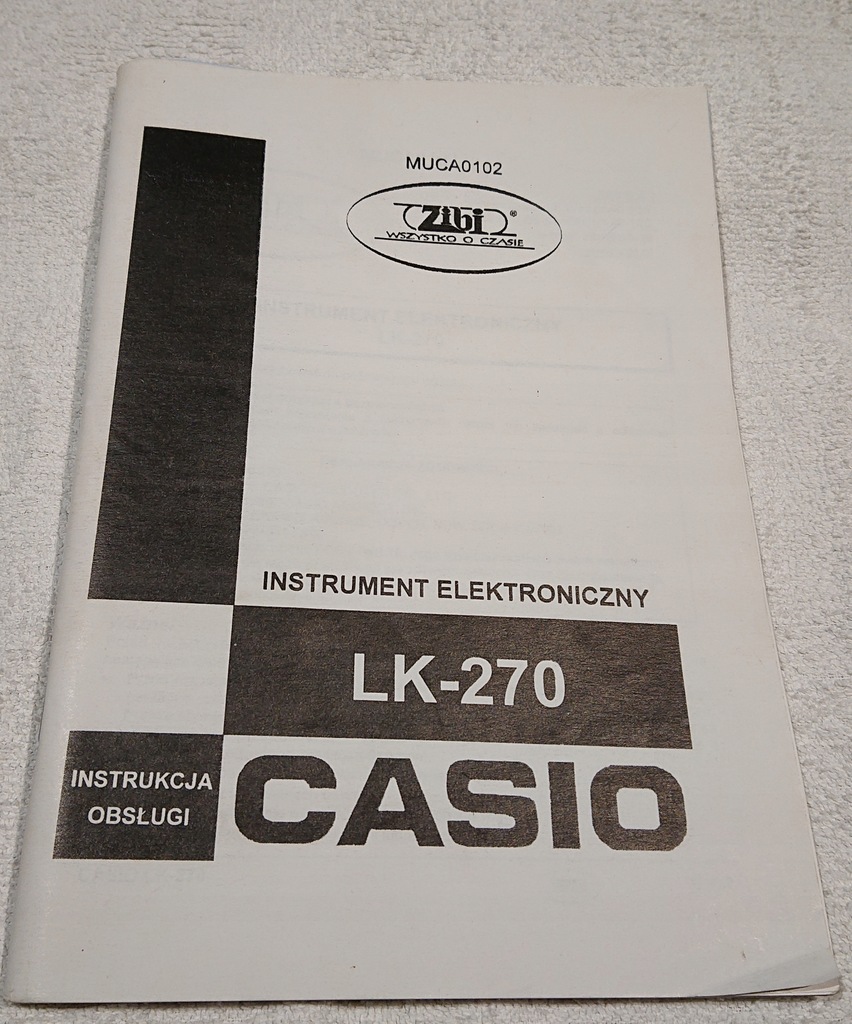 MUCA0102
Zibi®
WSZYSTKO O CZASIE
INSTRUMENT ELEKTRONICZNY
LK-270
INSTRUKCJA
OBSŁUGI
CASIO